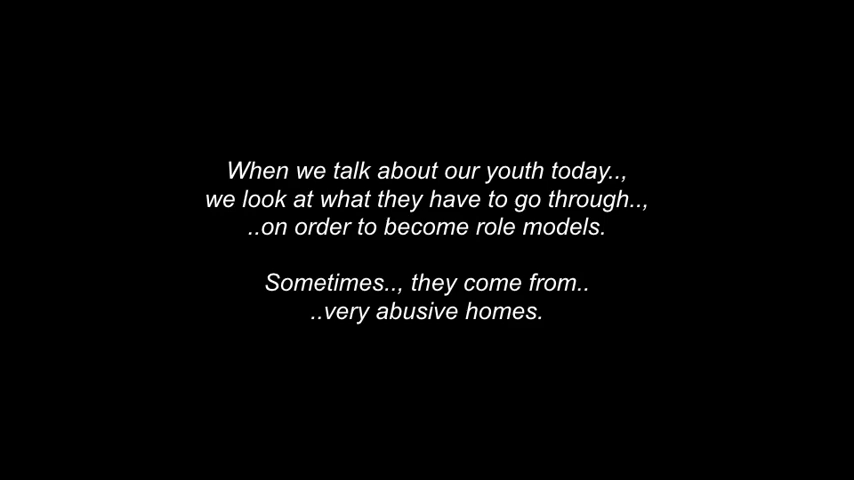 When we talk about our youth today..,
we look at what they have to go through..,
..on order to become role models.
Sometimes.., they come from..
..very abusive homes.